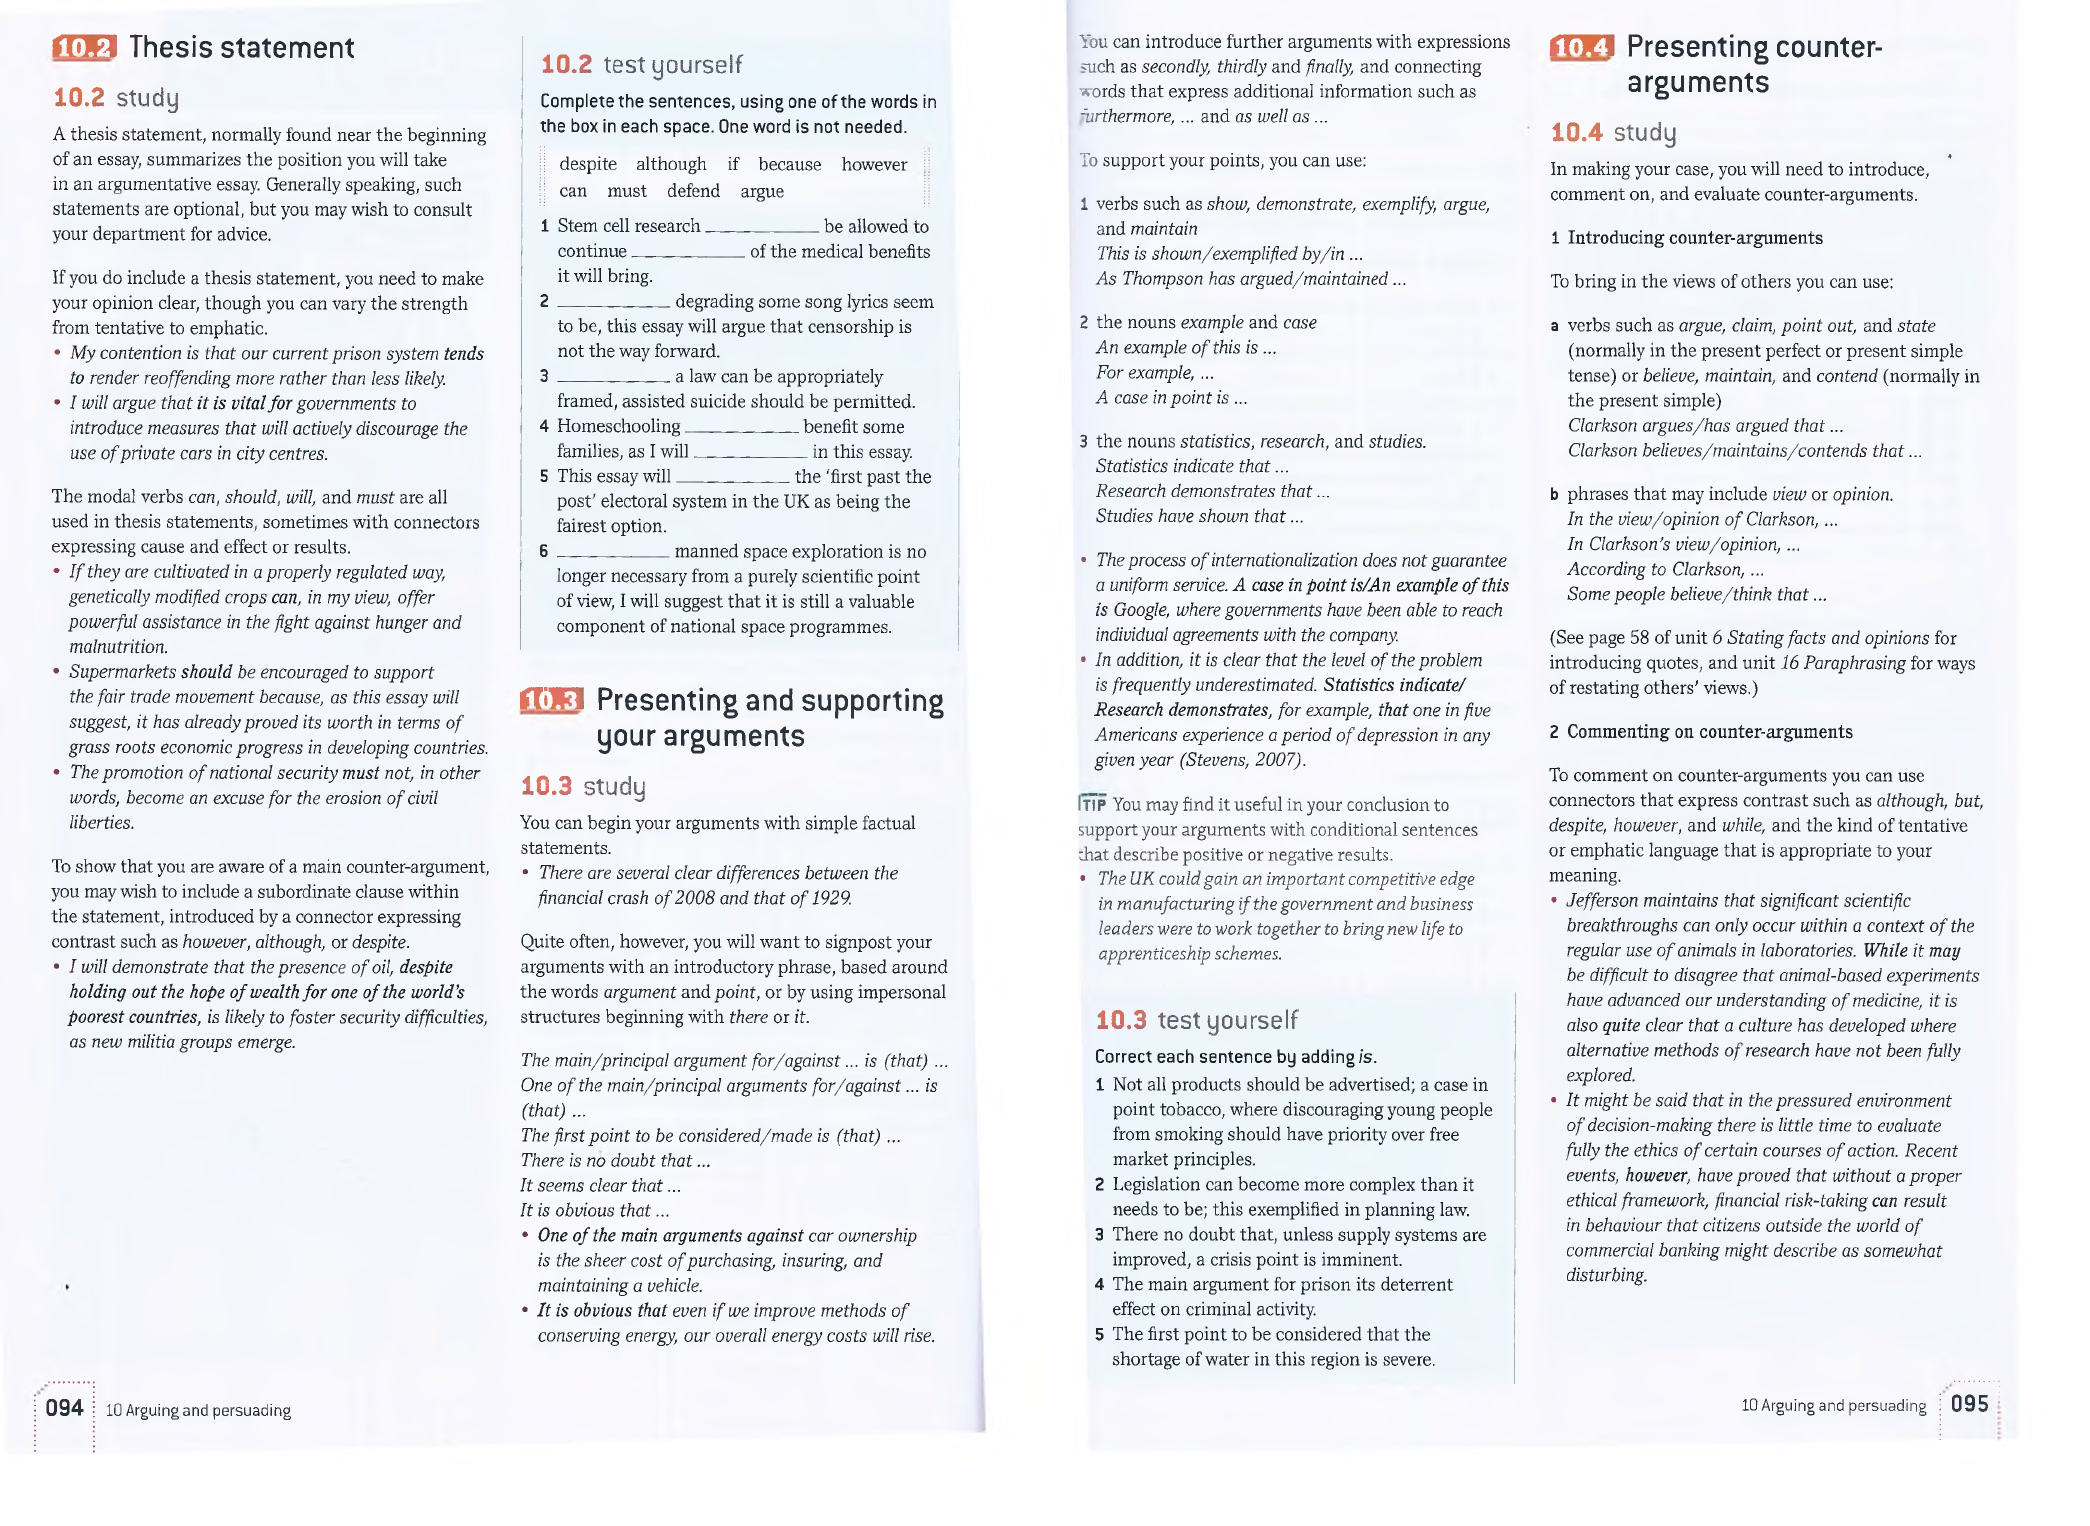 10.2 Thesis statement
10.2 study
A thesis statement, normally found near the beginning
of an essay, summarizes the position you will take
in an argumentative essay. Generally speaking, such
statements are optional, but you may wish to consult
your department for advice.
If you do include a thesis statement, you need to make
your opinion clear, though you can vary the strength
from tentative to emphatic.
• My contention is that our current prison system tends
to render reoffending more rather than less likely.
• I will argue that it is vital for governments to
introduce measures that will actively discourage the
use of private cars in city centres.
The modal verbs can, should, will, and must are all
used in thesis statements, sometimes with connectors
expressing cause and effect or results.
• If they are cultivated in a properly regulated way,
genetically modified crops can, in my view, offer
powerful assistance in the fight against hunger and
malnutrition.
• Supermarkets should be encouraged to support
the fair trade movement because, as this essay will
suggest, it has already proved its worth in terms of
grass roots economic progress in developing countries.
• The promotion of national security must not, in other
words, become an excuse for the erosion of civil
liberties.
To show that you are aware of a main counter-argument,
you may wish to include a subordinate clause within
the statement, introduced by a connector expressing
contrast such as however, although, or despite.
• I will demonstrate that the presence of oil, despite
holding out the hope of wealth for one of the world's
poorest countries, is likely to foster security difficulties,
as new militia groups emerge.
094 10 Arguing and persuading
10.2 test yourself
Complete the sentences, using one of the words in
the box in each space. One word is not needed.
despite although if because however
can must defend argue
1 Stem cell research ____________ be allowed to
continue ____________ of the medical benefits
it will bring.
2 ____________ degrading some song lyrics seem
to be, this essay will argue that censorship is
not the way forward.
3 ____________ a law can be appropriately
framed, assisted suicide should be permitted.
4 Homeschooling ____________ benefit some
families, as I will ____________ in this essay.
5 This essay will ____________ the 'first past the
post' electoral system in the UK as being the
fairest option.
6 ____________ manned space exploration is no
longer necessary from a purely scientific point
of view, I will suggest that it is still a valuable
component of national space programmes.
10.3 Presenting and supporting
your arguments
10.3 study
You can begin your arguments with simple factual
statements.
• There are several clear differences between the
financial crash of 2008 and that of 1929.
Quite often, however, you will want to signpost your
arguments with an introductory phrase, based around
the words argument and point, or by using impersonal
structures beginning with there or it.
The main/principal argument for/against ... is (that) ...
One of the main/principal arguments for/against ... is
(that) ...
The first point to be considered/made is (that) ...
There is no doubt that ...
It seems clear that ...
It is obvious that ...
• One of the main arguments against car ownership
is the sheer cost of purchasing, insuring, and
maintaining a vehicle.
• It is obvious that even if we improve methods of
conserving energy, our overall energy costs will rise.
You can introduce further arguments with expressions
such as secondly, thirdly and finally, and connecting
words that express additional information such as
furthermore, ... and as well as ...
To support your points, you can use:
1 verbs such as show, demonstrate, exemplify, argue,
and maintain
This is shown/exemplified by/in ...
As Thompson has argued/maintained ...
2 the nouns example and case
An example of this is ...
For example, ...
A case in point is ...
3 the nouns statistics, research, and studies.
Statistics indicate that ...
Research demonstrates that ...
Studies have shown that ...
• The process of internationalization does not guarantee
a uniform service. A case in point is/An example of this
is Google, where governments have been able to reach
individual agreements with the company.
• In addition, it is clear that the level of the problem
is frequently underestimated. Statistics indicate/
Research demonstrates, for example, that one in five
Americans experience a period of depression in any
given year (Stevens, 2007).
TIP You may find it useful in your conclusion to
support your arguments with conditional sentences
that describe positive or negative results.
• The UK could gain an important competitive edge
in manufacturing if the government and business
leaders were to work together to bring new life to
apprenticeship schemes.
10.3 test yourself
Correct each sentence by adding is.
1 Not all products should be advertised; a case in
point tobacco, where discouraging young people
from smoking should have priority over free
market principles.
2 Legislation can become more complex than it
needs to be; this exemplified in planning law.
3 There no doubt that, unless supply systems are
improved, a crisis point is imminent.
4 The main argument for prison its deterrent
effect on criminal activity.
5 The first point to be considered that the
shortage of water in this region is severe.
10.4 Presenting counter-
arguments
10.4 study
In making your case, you will need to introduce,
comment on, and evaluate counter-arguments.
1 Introducing counter-arguments
To bring in the views of others you can use:
a verbs such as argue, claim, point out, and state
(normally in the present perfect or present simple
tense) or believe, maintain, and contend (normally in
the present simple)
Clarkson argues/has argued that ...
Clarkson believes/maintains/contends that ...
b phrases that may include view or opinion.
In the view/opinion of Clarkson, ...
In Clarkson's view/opinion, ...
According to Clarkson, ...
Some people believe/think that ...
(See page 58 of unit 6 Stating facts and opinions for
introducing quotes, and unit 16 Paraphrasing for ways
of restating others' views.)
2 Commenting on counter-arguments
To comment on counter-arguments you can use
connectors that express contrast such as although, but,
despite, however, and while, and the kind of tentative
or emphatic language that is appropriate to your
meaning.
• Jefferson maintains that significant scientific
breakthroughs can only occur within a context of the
regular use of animals in laboratories. While it may
be difficult to disagree that animal-based experiments
have advanced our understanding of medicine, it is
also quite clear that a culture has developed where
alternative methods of research have not been fully
explored.
• It might be said that in the pressured environment
of decision-making there is little time to evaluate
fully the ethics of certain courses of action. Recent
events, however, have proved that without a proper
ethical framework, financial risk-taking can result
in behaviour that citizens outside the world of
commercial banking might describe as somewhat
disturbing.
10 Arguing and persuading 095